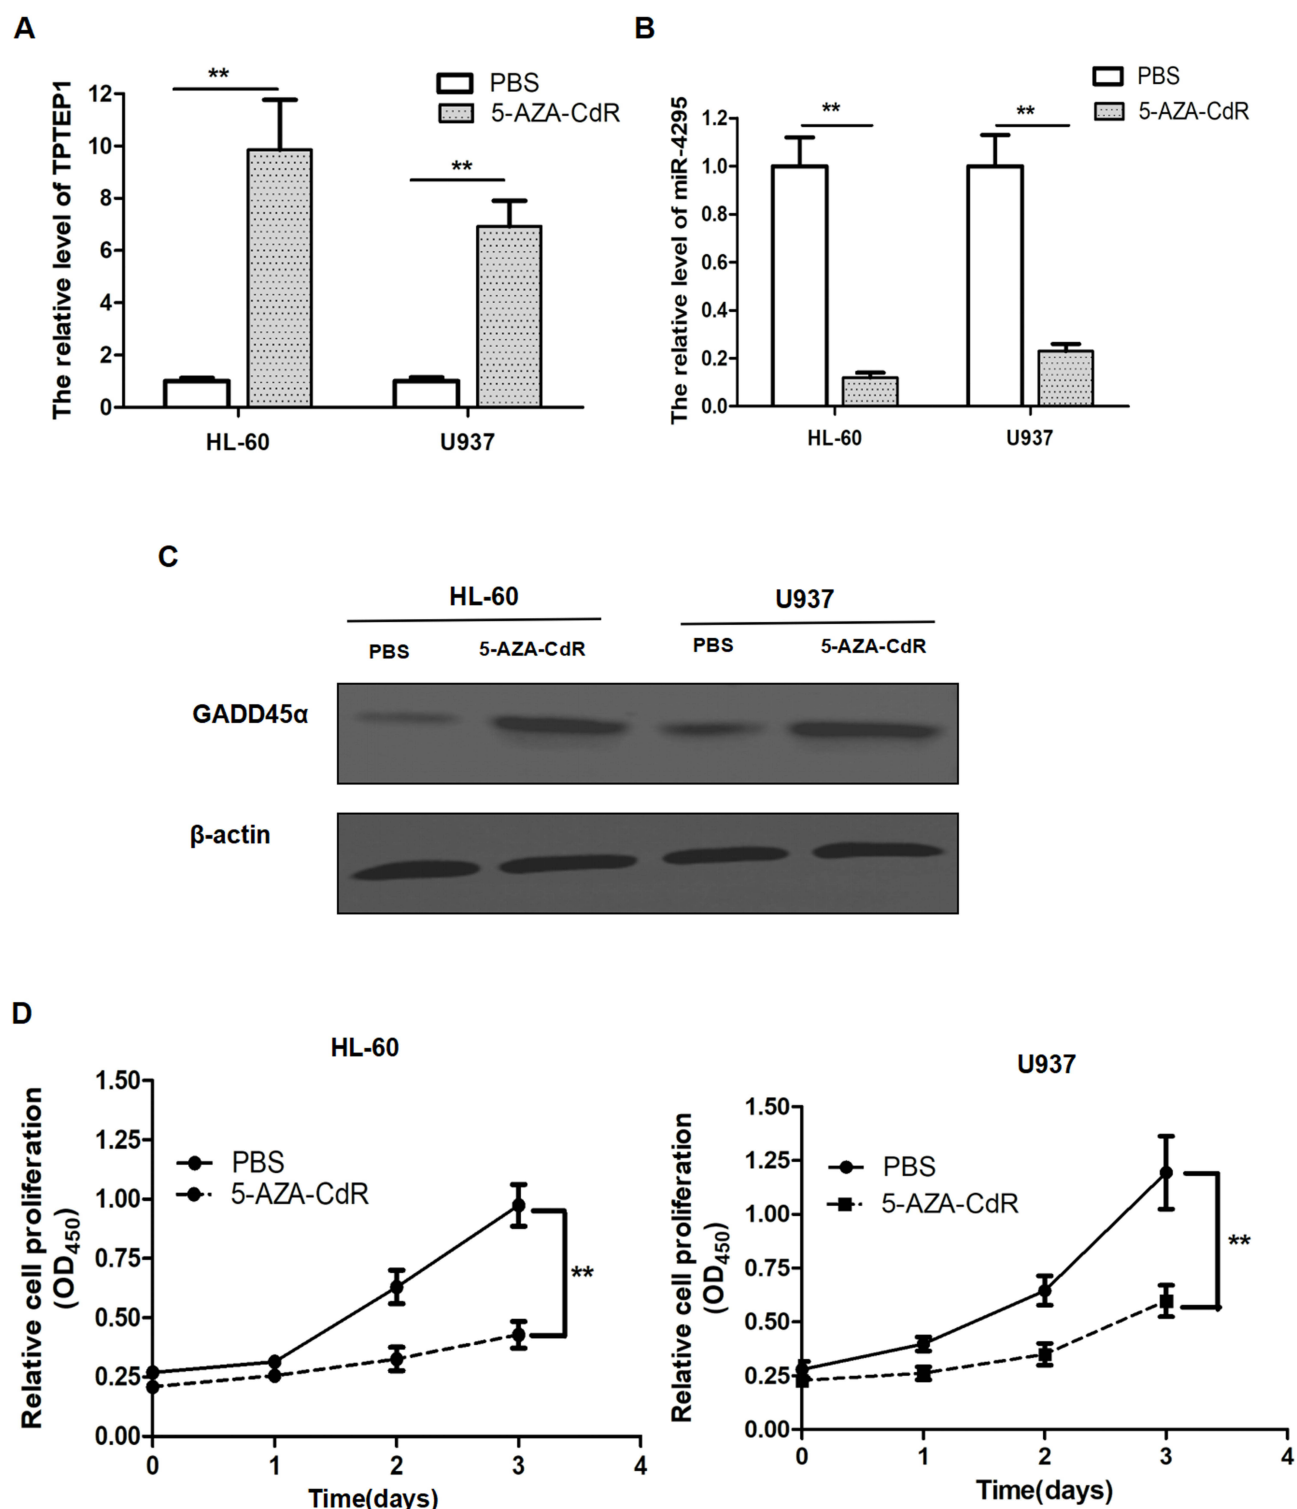 A
The relative level of TPTEP1
**
**
PBS
5-AZA-CdR
12
10
8
6
4
2
0
HL-60
U937
B
The relative level of miR-4295
PBS
5-AZA-CdR
**
**
1.2
1.0
0.8
0.6
0.4
0.2
0.0
HL-60
U937
C
HL-60
U937
PBS
5-AZA-CdR
PBS
5-AZA-CdR
GADD45α
β-actin
D
HL-60
Relative cell proliferation
(OD450)
1.50
1.25
1.00
0.75
0.50
0.25
0.00
PBS
5-AZA-CdR
**
0 1 2 3 4
Time(days)
U937
Relative cell proliferation
(OD450)
1.50
1.25
1.00
0.75
0.50
0.25
0.00
PBS
5-AZA-CdR
**
0 1 2 3 4
Time(days)